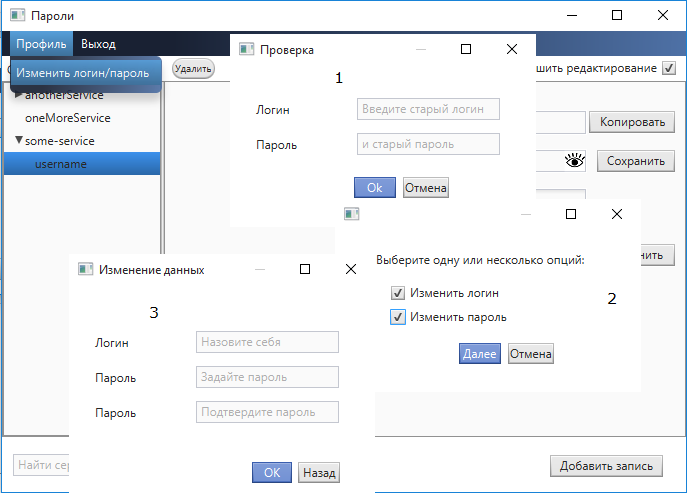 Пароли
Профиль Выход
Изменить логин/пароль
Удалить
шить редактирование
anotherService
oneMoreService
some-service
username
Копировать
Сохранить
нить
Проверка
1
Логин Введите старый логин
Пароль и старый пароль
Ok Отмена
Выберите одну или несколько опций:
Изменить логин
2
Изменить пароль
Далее Отмена
Изменение данных
3
Логин Назовите себя
Пароль Задайте пароль
Пароль Подтвердите пароль
OK Назад
Найти сер
Добавить запись